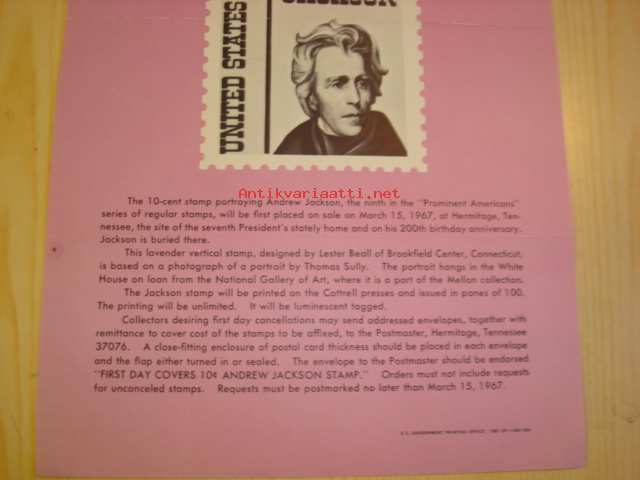 JACKSON
UNITED STATES
Antikvariaatti.net
The 10-cent stamp portraying Andrew Jackson, the ninth in the "Prominent Americans"
series of regular stamps, will be first placed on sale on March 15, 1967, at Hermitage, Ten-
nessee, the site of the seventh President's stately home and on his 200th birthday anniversary.
Jackson is buried there.
This lavender vertical stamp, designed by Lester Beall of Brookfield Center, Connecticut,
is based on a photograph of a portrait by Thomas Sully. The portrait hangs in the White
House on loan from the National Gallery of Art, where it is a part of the Mellon collection.
The Jackson stamp will be printed on the Cottrell presses and issued in panes of 100.
The printing will be unlimited. It will be luminescent tagged.
Collectors desiring first day cancellations may send addressed envelopes, together with
remittance to cover cost of the stamps to be affixed, to the Postmaster, Hermitage, Tennessee
37076. A close-fitting enclosure of postal card thickness should be placed in each envelope
and the flap either turned in or sealed. The envelope to the Postmaster should be endorsed
"FIRST DAY COVERS 10¢ ANDREW JACKSON STAMP." Orders must not include requests
for uncanceled stamps. Requests must be postmarked no later than March 15, 1967.
U.S. GOVERNMENT PRINTING OFFICE